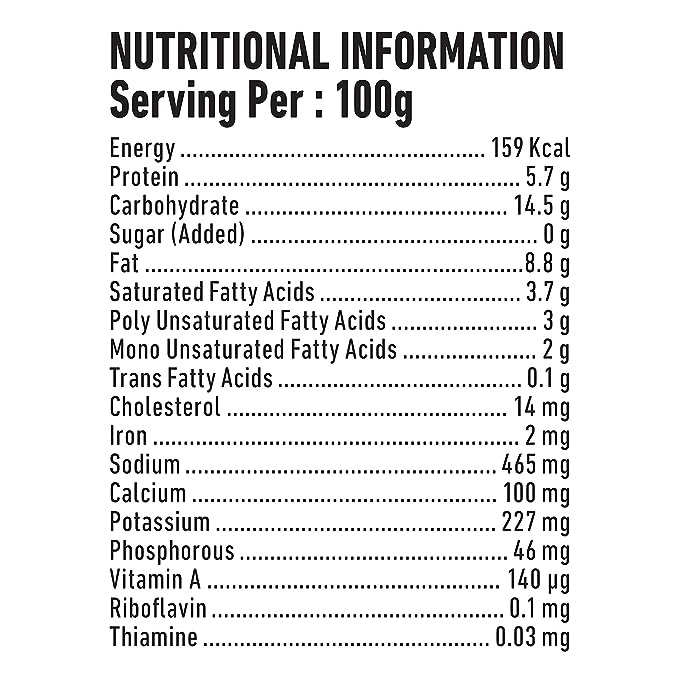 NUTRITIONAL INFORMATION
Serving Per : 100g
Energy ........................................................ 159 Kcal
Protein ............................................................. 5.7 g
Carbohydrate ................................................ 14.5 g
Sugar (Added) .................................................... 0 g
Fat .....................................................................8.8 g
Saturated Fatty Acids ..................................... 3.7 g
Poly Unsaturated Fatty Acids ........................... 3 g
Mono Unsaturated Fatty Acids ......................... 2 g
Trans Fatty Acids ............................................. 0.1 g
Cholesterol ................................................... 14 mg
Iron .................................................................. 2 mg
Sodium ......................................................... 465 mg
Calcium ........................................................ 100 mg
Potassium .................................................... 227 mg
Phosphorous ................................................. 46 mg
Vitamin A ...................................................... 140 µg
Riboflavin ..................................................... 0.1 mg
Thiamine ..................................................... 0.03 mg